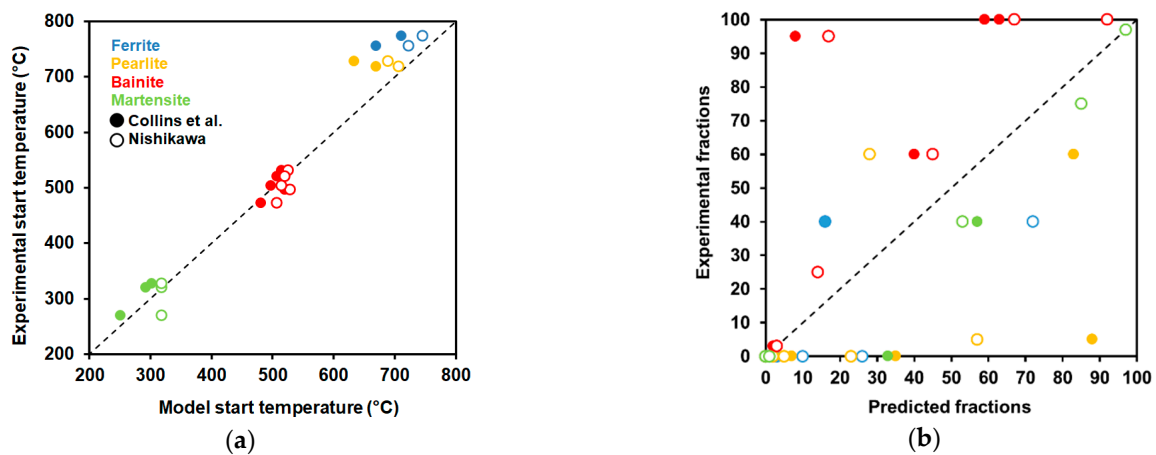 800
700
600
500
400
300
200
200 300 400 500 600 700 800
Experimental start temperature (°C)
Model start temperature (°C)
Ferrite
Pearlite
Bainite
Martensite
Collins et al.
Nishikawa
(a)
100
90
80
70
60
50
40
30
20
10
0
0 10 20 30 40 50 60 70 80 90 100
Experimental fractions
Predicted fractions
(b)